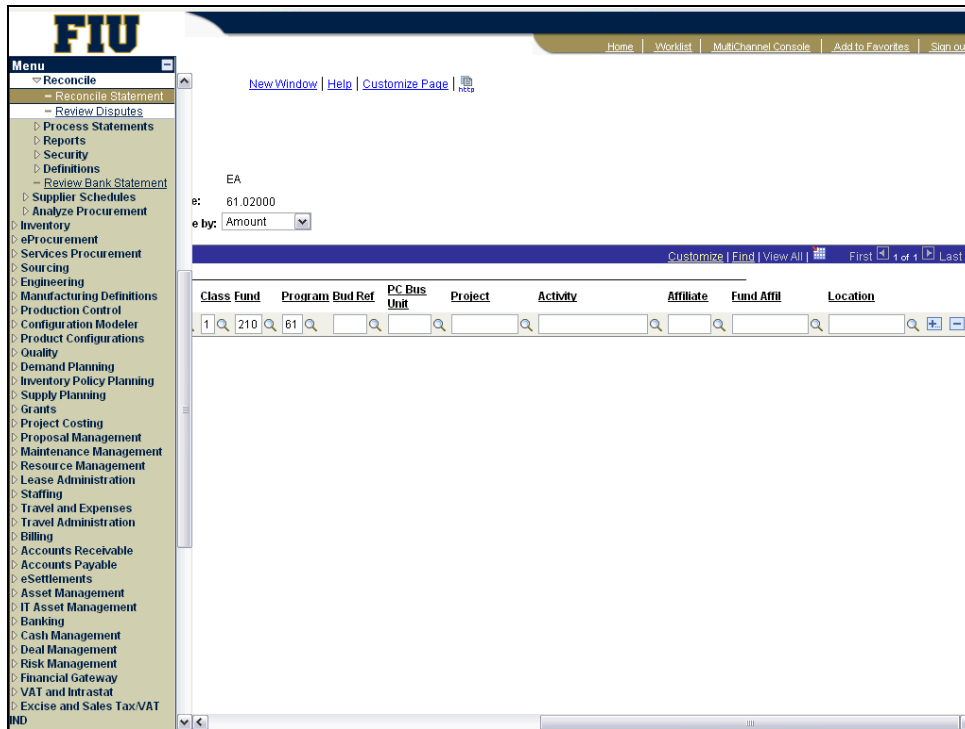 FIU
Home | Worklist | MultiChannel Console | Add to Favorites | Sign ou
Menu
Reconcile
Reconcile Statement
Review Disputes
Process Statements
Reports
Security
Definitions
Review Bank Statement
Supplier Schedules
Analyze Procurement
Inventory
eProcurement
Services Procurement
Sourcing
Engineering
Manufacturing Definitions
Production Control
Configuration Modeler
Product Configurations
Quality
Demand Planning
Inventory Policy Planning
Supply Planning
Grants
Project Costing
Proposal Management
Maintenance Management
Resource Management
Lease Administration
Staffing
Travel and Expenses
Travel Administration
Billing
Accounts Receivable
Accounts Payable
eSettlements
Asset Management
IT Asset Management
Banking
Cash Management
Deal Management
Risk Management
Financial Gateway
VAT and Intrastat
Excise and Sales Tax/VAT
IND
New Window | Help | Customize Page | http
EA
e: 61.02000
e by: Amount
Customize | Find | View All | First 1 of 1 Last
Class Fund Program Bud Ref PC Bus Unit Project Activity Affiliate Fund Affil Location
1 210 61